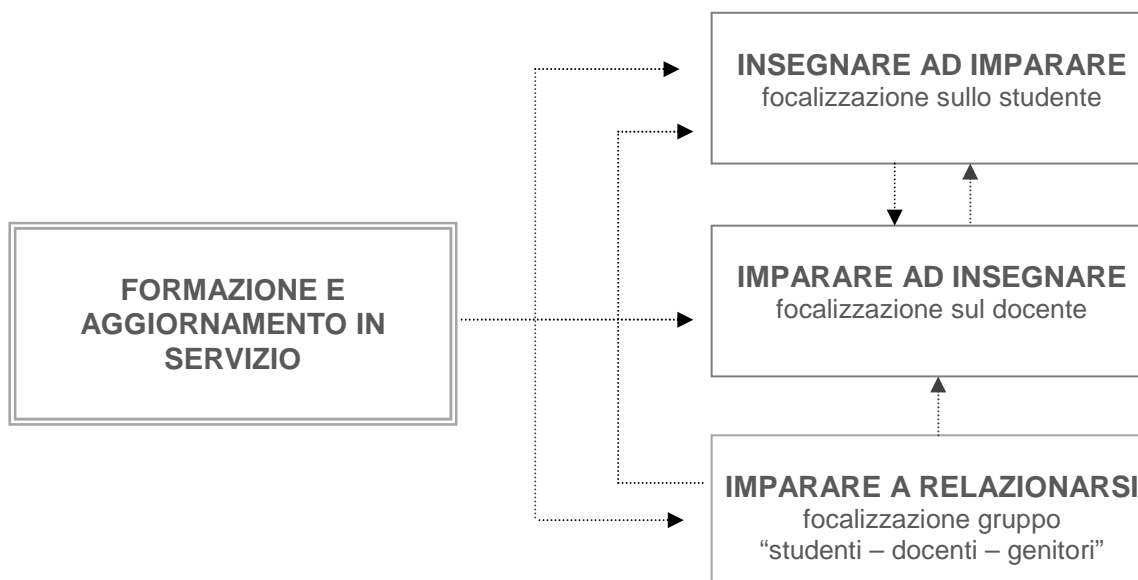 INSEGNARE AD IMPARARE
focalizzazione sullo studente
FORMAZIONE E
AGGIORNAMENTO IN
SERVIZIO
IMPARARE AD INSEGNARE
focalizzazione sul docente
IMPARARE A RELAZIONARSI
focalizzazione gruppo
“studenti – docenti – genitori”